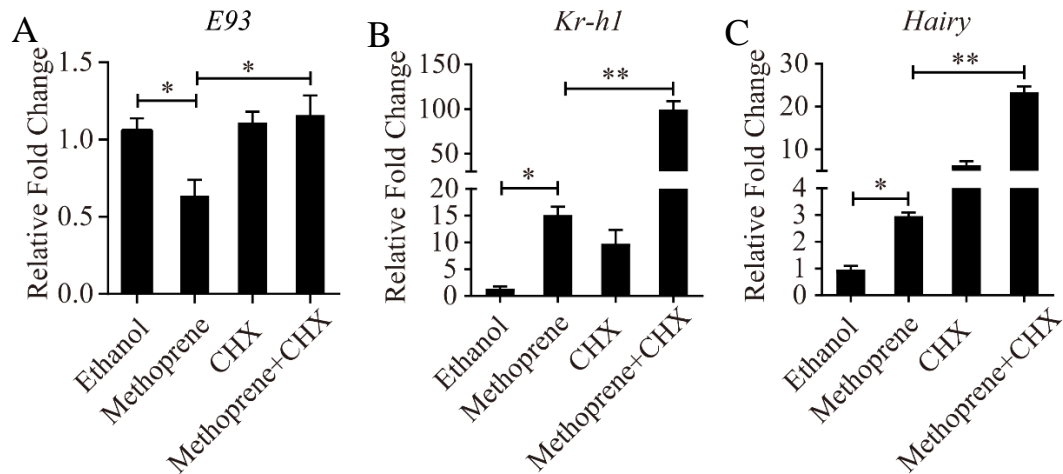 A
E93
Relative Fold Change
1.5
1.0
0.5
0.0
*
*
Ethanol
Methoprene
CHX
Methoprene+CHX
B
Kr-h1
Relative Fold Change
150
100
50
20
15
10
5
0
*
**
Ethanol
Methoprene
CHX
Methoprene+CHX
C
Hairy
Relative Fold Change
30
20
10
4
3
2
1
0
*
**
Ethanol
Methoprene
CHX
Methoprene+CHX